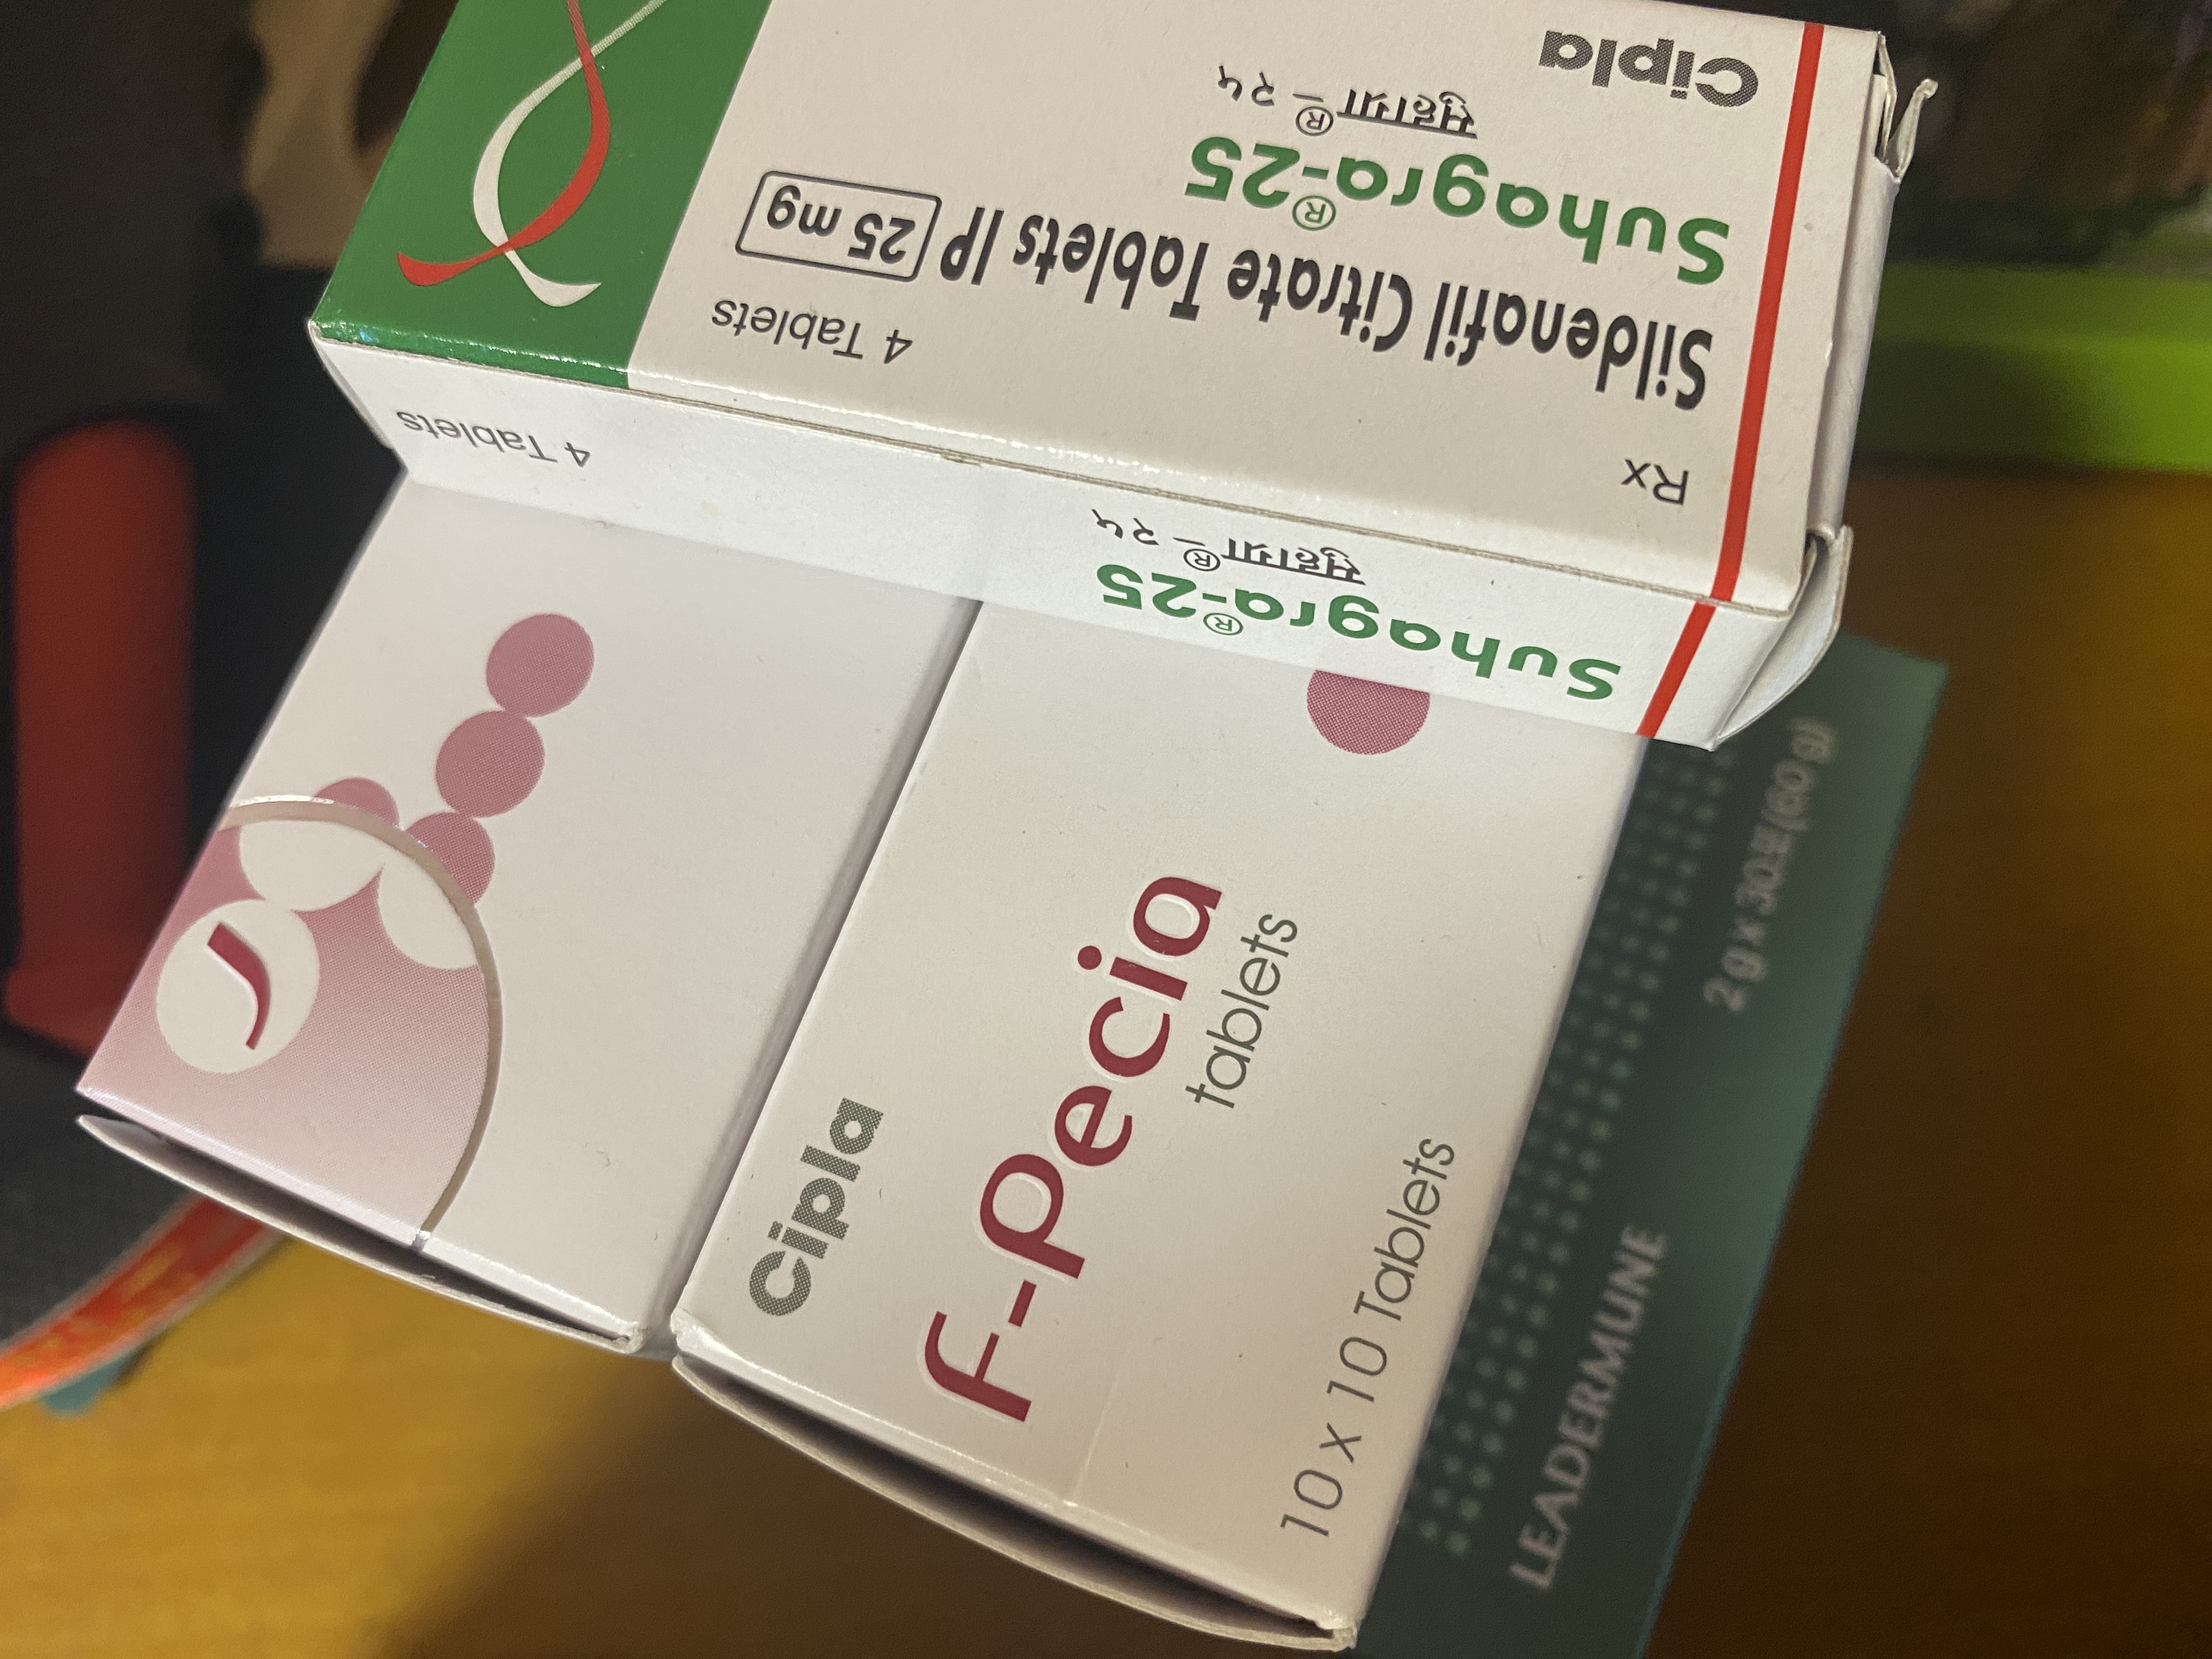 Rx
Sildenafil Citrate Tablets IP 25 mg
4 Tablets
Suhagra®-25
सुहाग्रा®– २५
Cipla
4 Tablets
Suhagra®-25
सुहाग्रा®– २५
Cipla
F-Pecia
tablets
10 x 10 Tablets
LEADERMUNE
2 g x 30포(60 g)